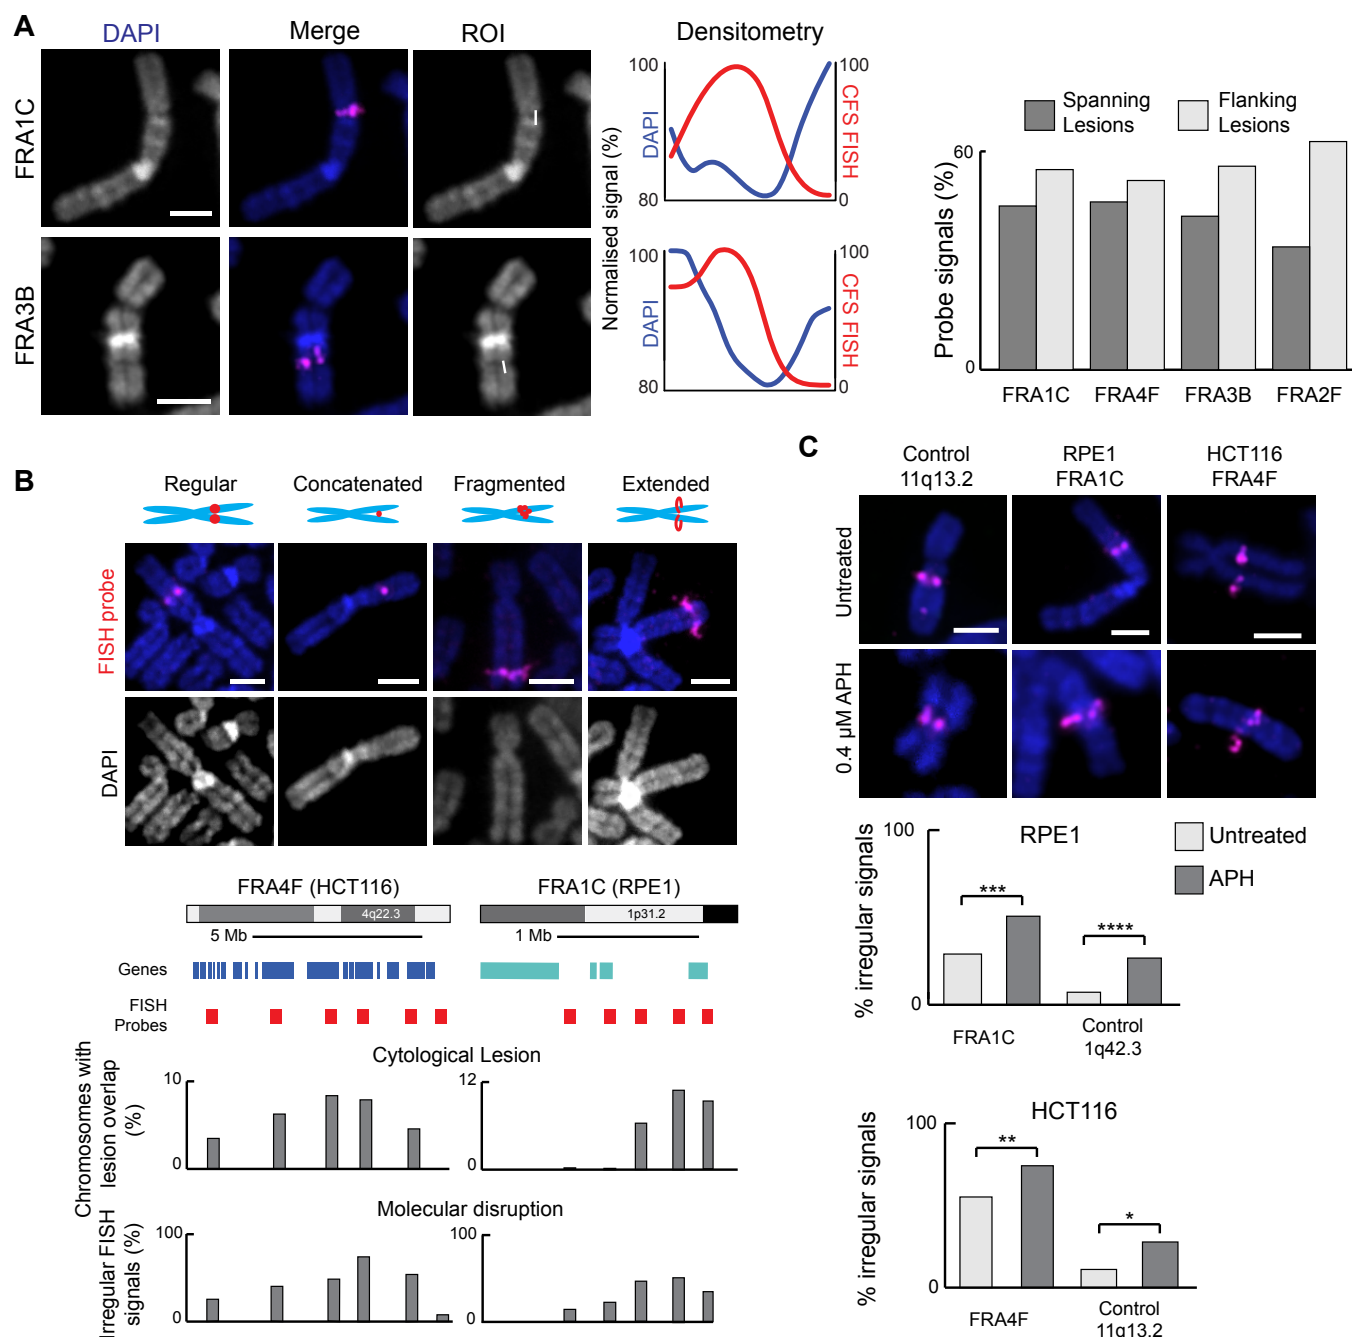 A
DAPI
Merge
ROI
Densitometry
FRA1C
FRA3B
Normalised signal (%)
100
DAPI
80
100
CFS FISH
0
100
DAPI
80
100
CFS FISH
0
Spanning
Lesions
Flanking
Lesions
Probe signals (%)
60
0
FRA1C
FRA4F
FRA3B
FRA2F
B
Regular
Concatenated
Fragmented
Extended
FISH probe
DAPI
FRA4F (HCT116)
FRA1C (RPE1)
4q22.3
1p31.2
5 Mb
1 Mb
Genes
FISH
Probes
Cytological Lesion
Chromosomes with
lesion overlap
(%)
10
0
12
0
Molecular disruption
Irregular FISH
signals (%)
100
0
100
0
C
Control
11q13.2
RPE1
FRA1C
HCT116
FRA4F
Untreated
0.4 μM APH
RPE1
% irregular signals
100
0
***
****
FRA1C
Control
1q42.3
Untreated
APH
HCT116
% irregular signals
100
0
**
*
FRA4F
Control
11q13.2